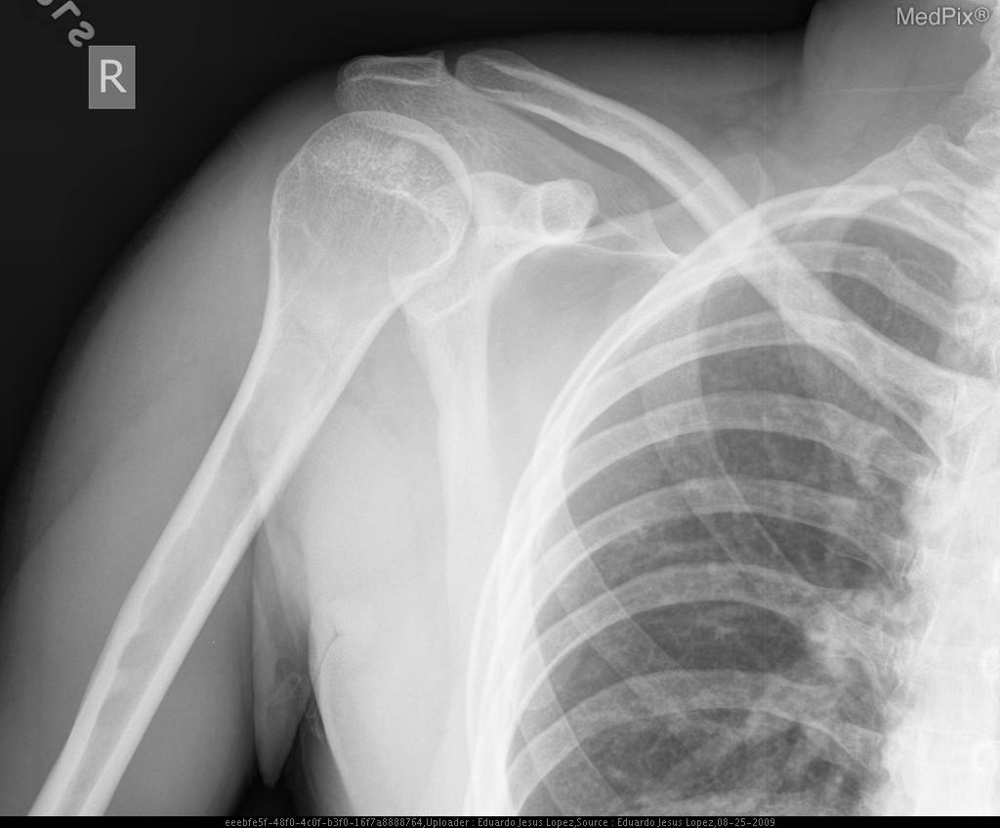 MedPix®
R
eeebfe5f-48f0-4c0f-b3f0-16f7a8888764,Uploader : Eduardo Jesus Lopez,Source : Eduardo Jesus Lopez,08-25-2009